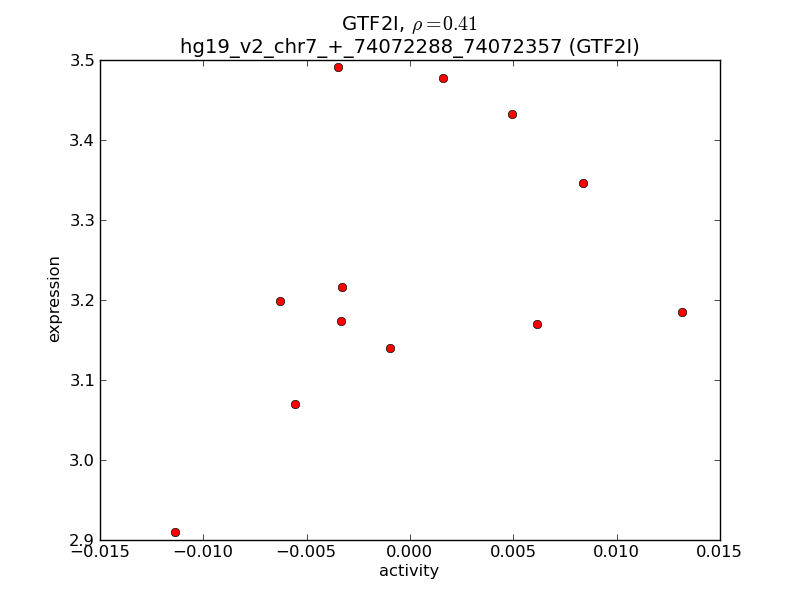 GTF2I, ρ=0.41
hg19_v2_chr7_+_74072288_74072357 (GTF2I)
3.5
3.4
3.3
3.2
3.1
3.0
2.9
expression
−0.015 −0.010 −0.005 0.000 0.005 0.010 0.015
activity